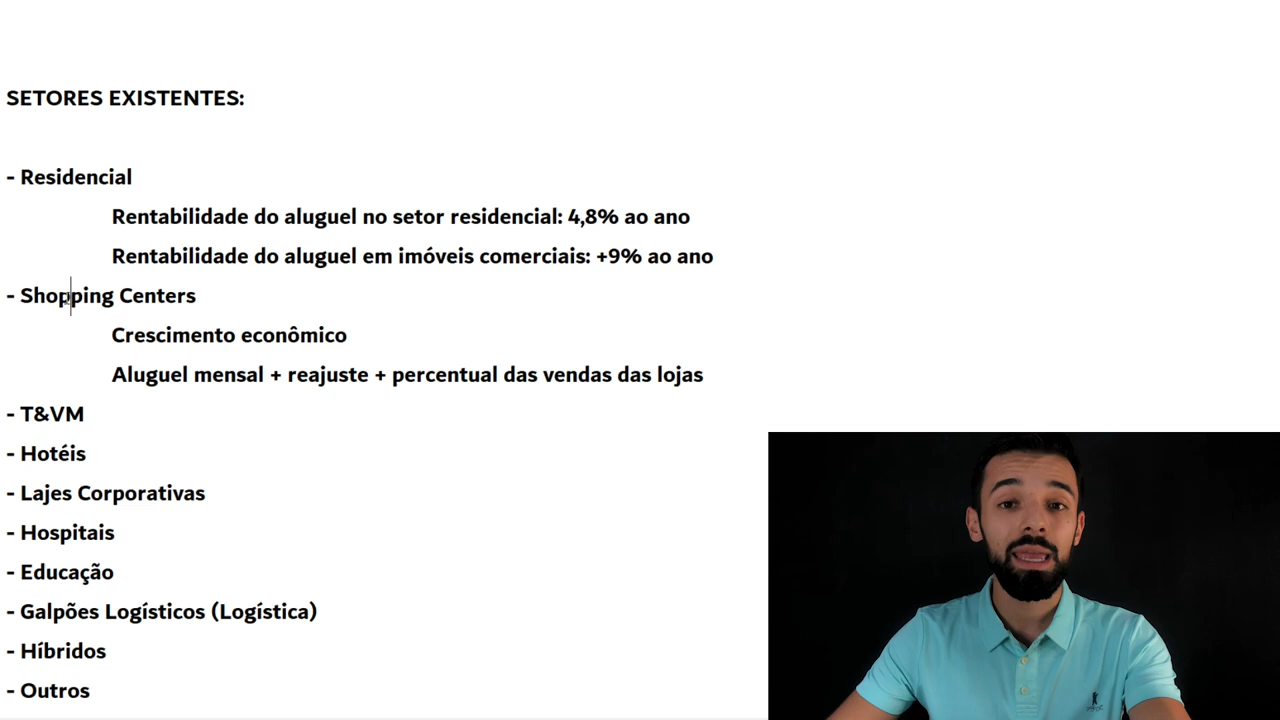 SETORES EXISTENTES:
- Residencial
Rentabilidade do aluguel no setor residencial: 4,8% ao ano
Rentabilidade do aluguel em imóveis comerciais: +9% ao ano
- Shopping Centers
Crescimento econômico
Aluguel mensal + reajuste + percentual das vendas das lojas
- T&VM
- Hotéis
- Lajes Corporativas
- Hospitais
- Educação
- Galpões Logísticos (Logística)
- Híbridos
- Outros